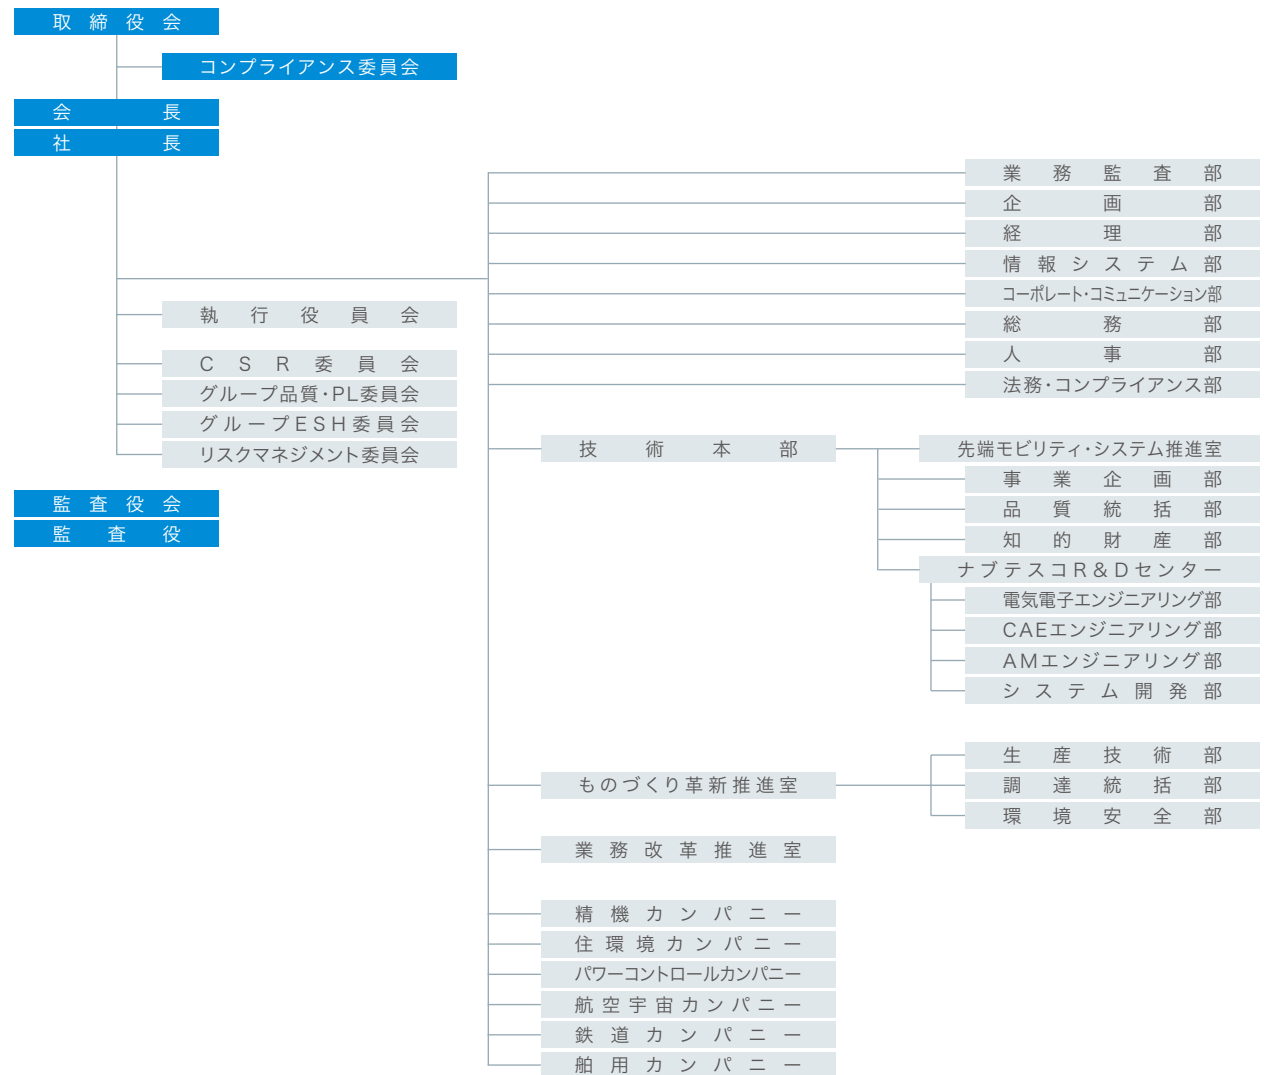 取締役会
コンプライアンス委員会
会長
社長
業務監査部
企画部
経理部
情報システム部
コーポレート・コミュニケーション部
総務部
人事部
法務・コンプライアンス部
執行役員会
CSR委員会
グループ品質・PL委員会
グループESH委員会
リスクマネジメント委員会
監査役会
監査役
技術本部
先端モビリティ・システム推進室
事業企画部
品質統括部
知的財産部
ナブテスコR&Dセンター
電気電子エンジニアリング部
CAEエンジニアリング部
AMエンジニアリング部
システム開発部
ものづくり革新推進室
生産技術部
調達統括部
環境安全部
業務改革推進室
精機カンパニー
住環境カンパニー
パワーコントロールカンパニー
航空宇宙カンパニー
鉄道カンパニー
舶用カンパニー